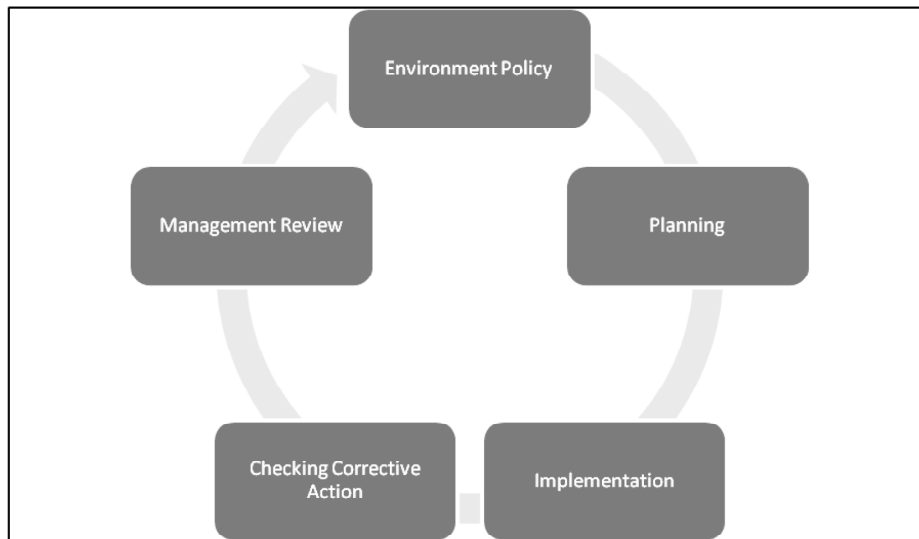 Environment Policy
Planning
Implementation
Checking Corrective
Action
Management Review